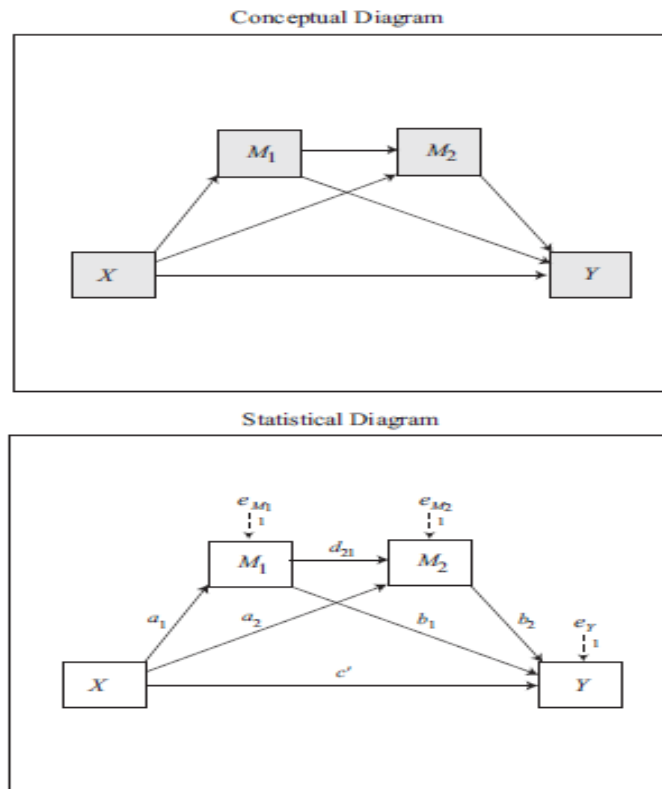 Conceptual Diagram
M1 M2
X Y
Statistical Diagram
eM1 eM2
1 1
M1 d21 M2
a1 a2 b1 b2 eY
1
X c' Y